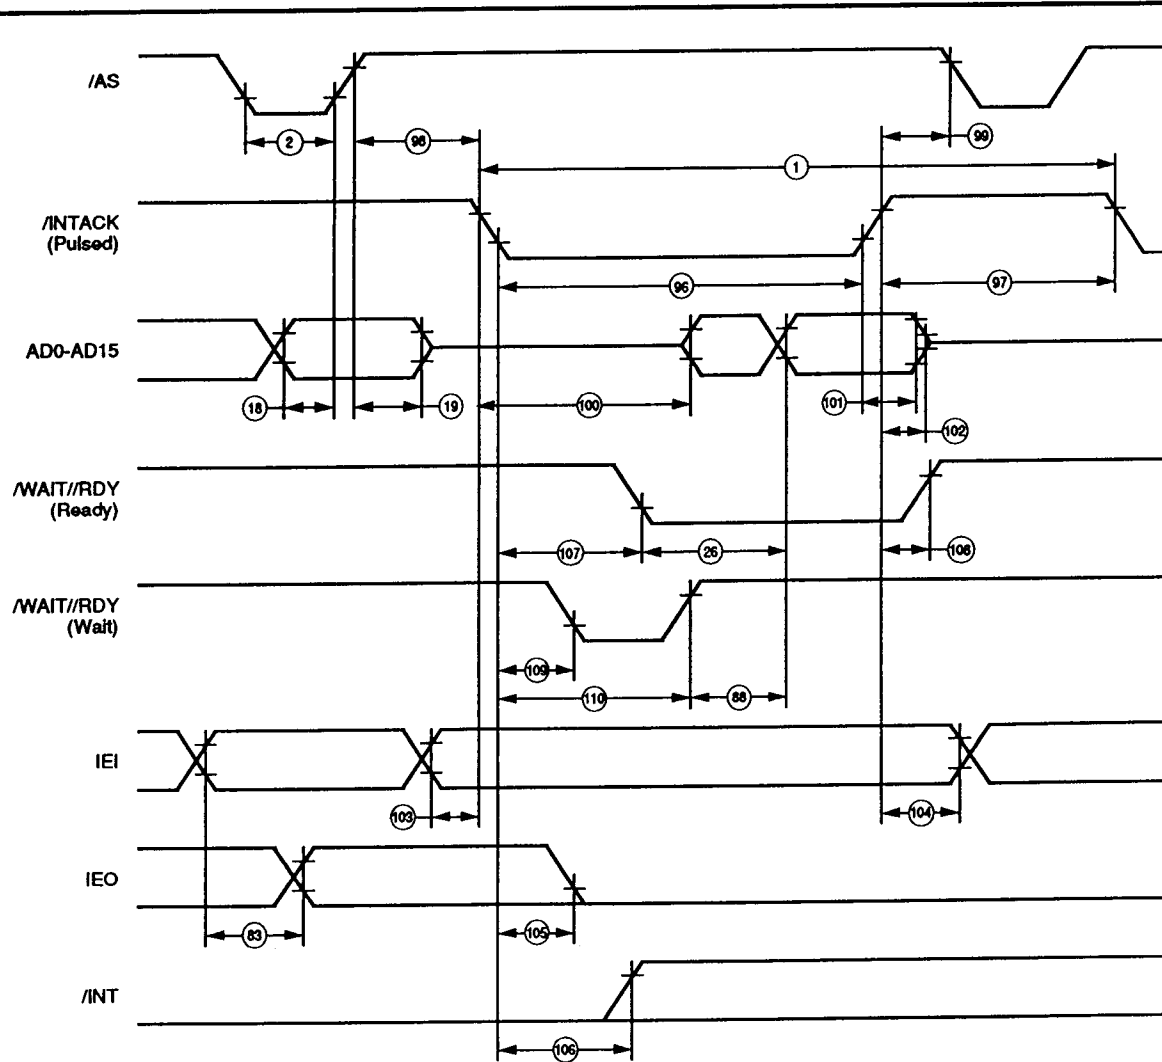 /AS
2
98
99
1
/INTACK
(Pulsed)
96
97
AD0-AD15
18
19
100
101
102
/WAIT//RDY
(Ready)
107
26
108
/WAIT//RDY
(Wait)
109
110
88
IEI
103
104
IEO
83
105
/INT
106